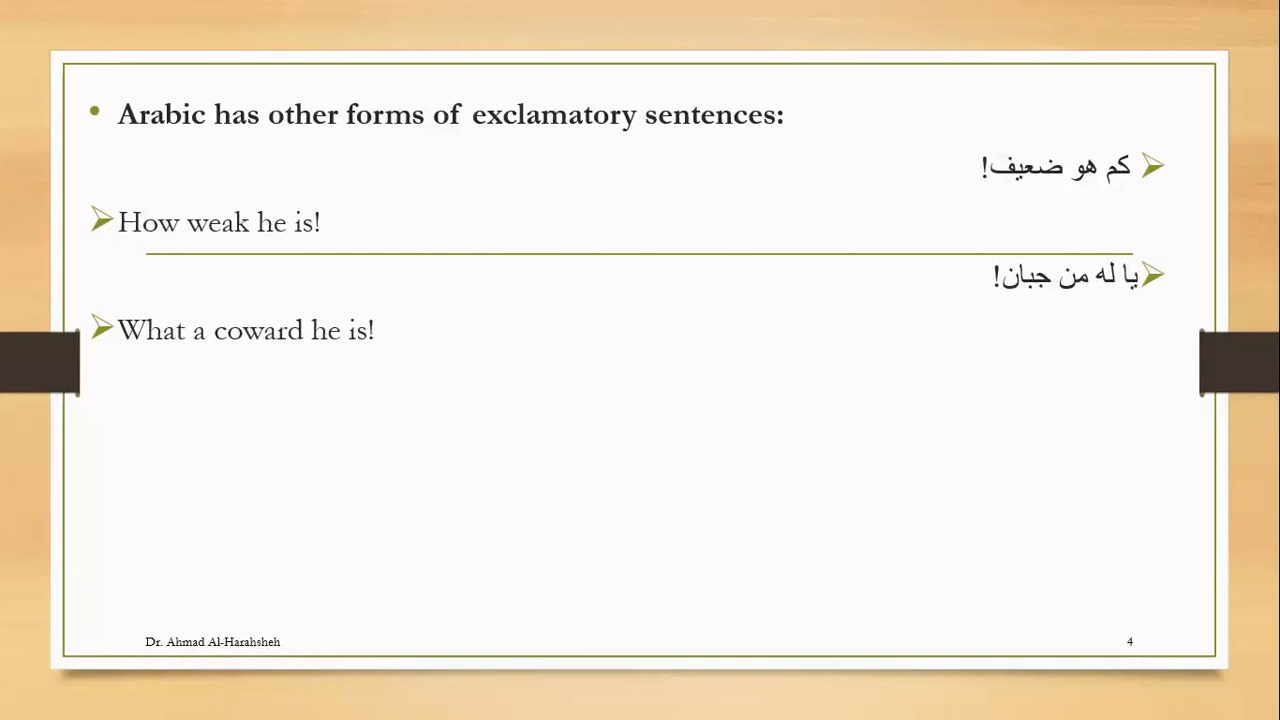 Arabic has other forms of exclamatory sentences:
كم هو ضعيف!
How weak he is!
يا له من جبان!
What a coward he is!
Dr. Ahmad Al-Harahsheh
4